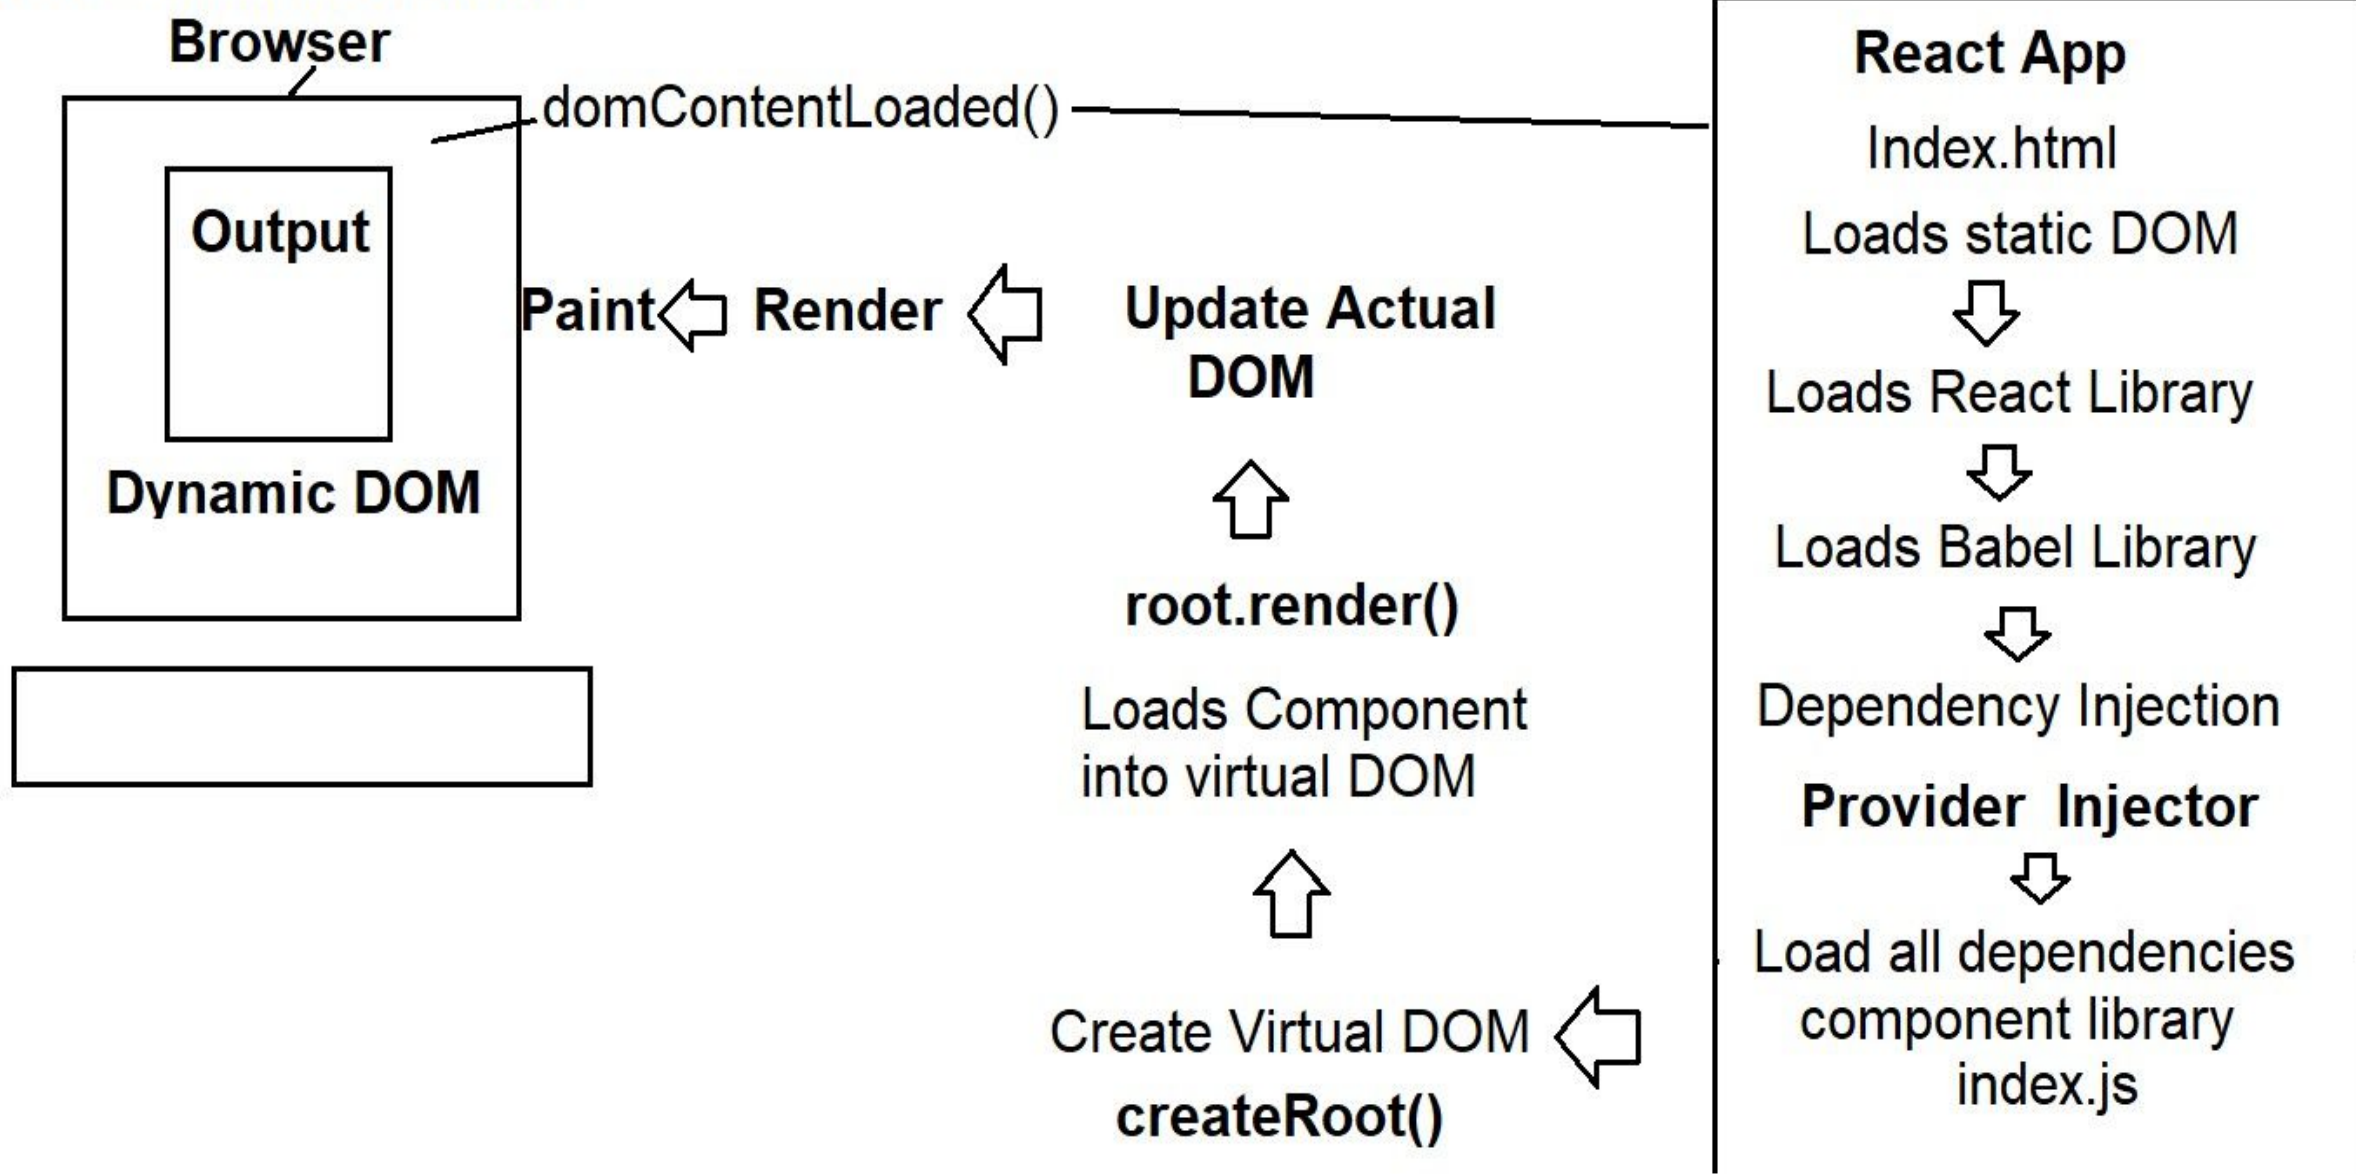 Browser
domContentLoaded()
Output
Dynamic DOM
Paint
Render
Update Actual
DOM
root.render()
Loads Component
into virtual DOM
Create Virtual DOM
createRoot()
React App
Index.html
Loads static DOM
Loads React Library
Loads Babel Library
Dependency Injection
Provider Injector
Load all dependencies
component library
index.js